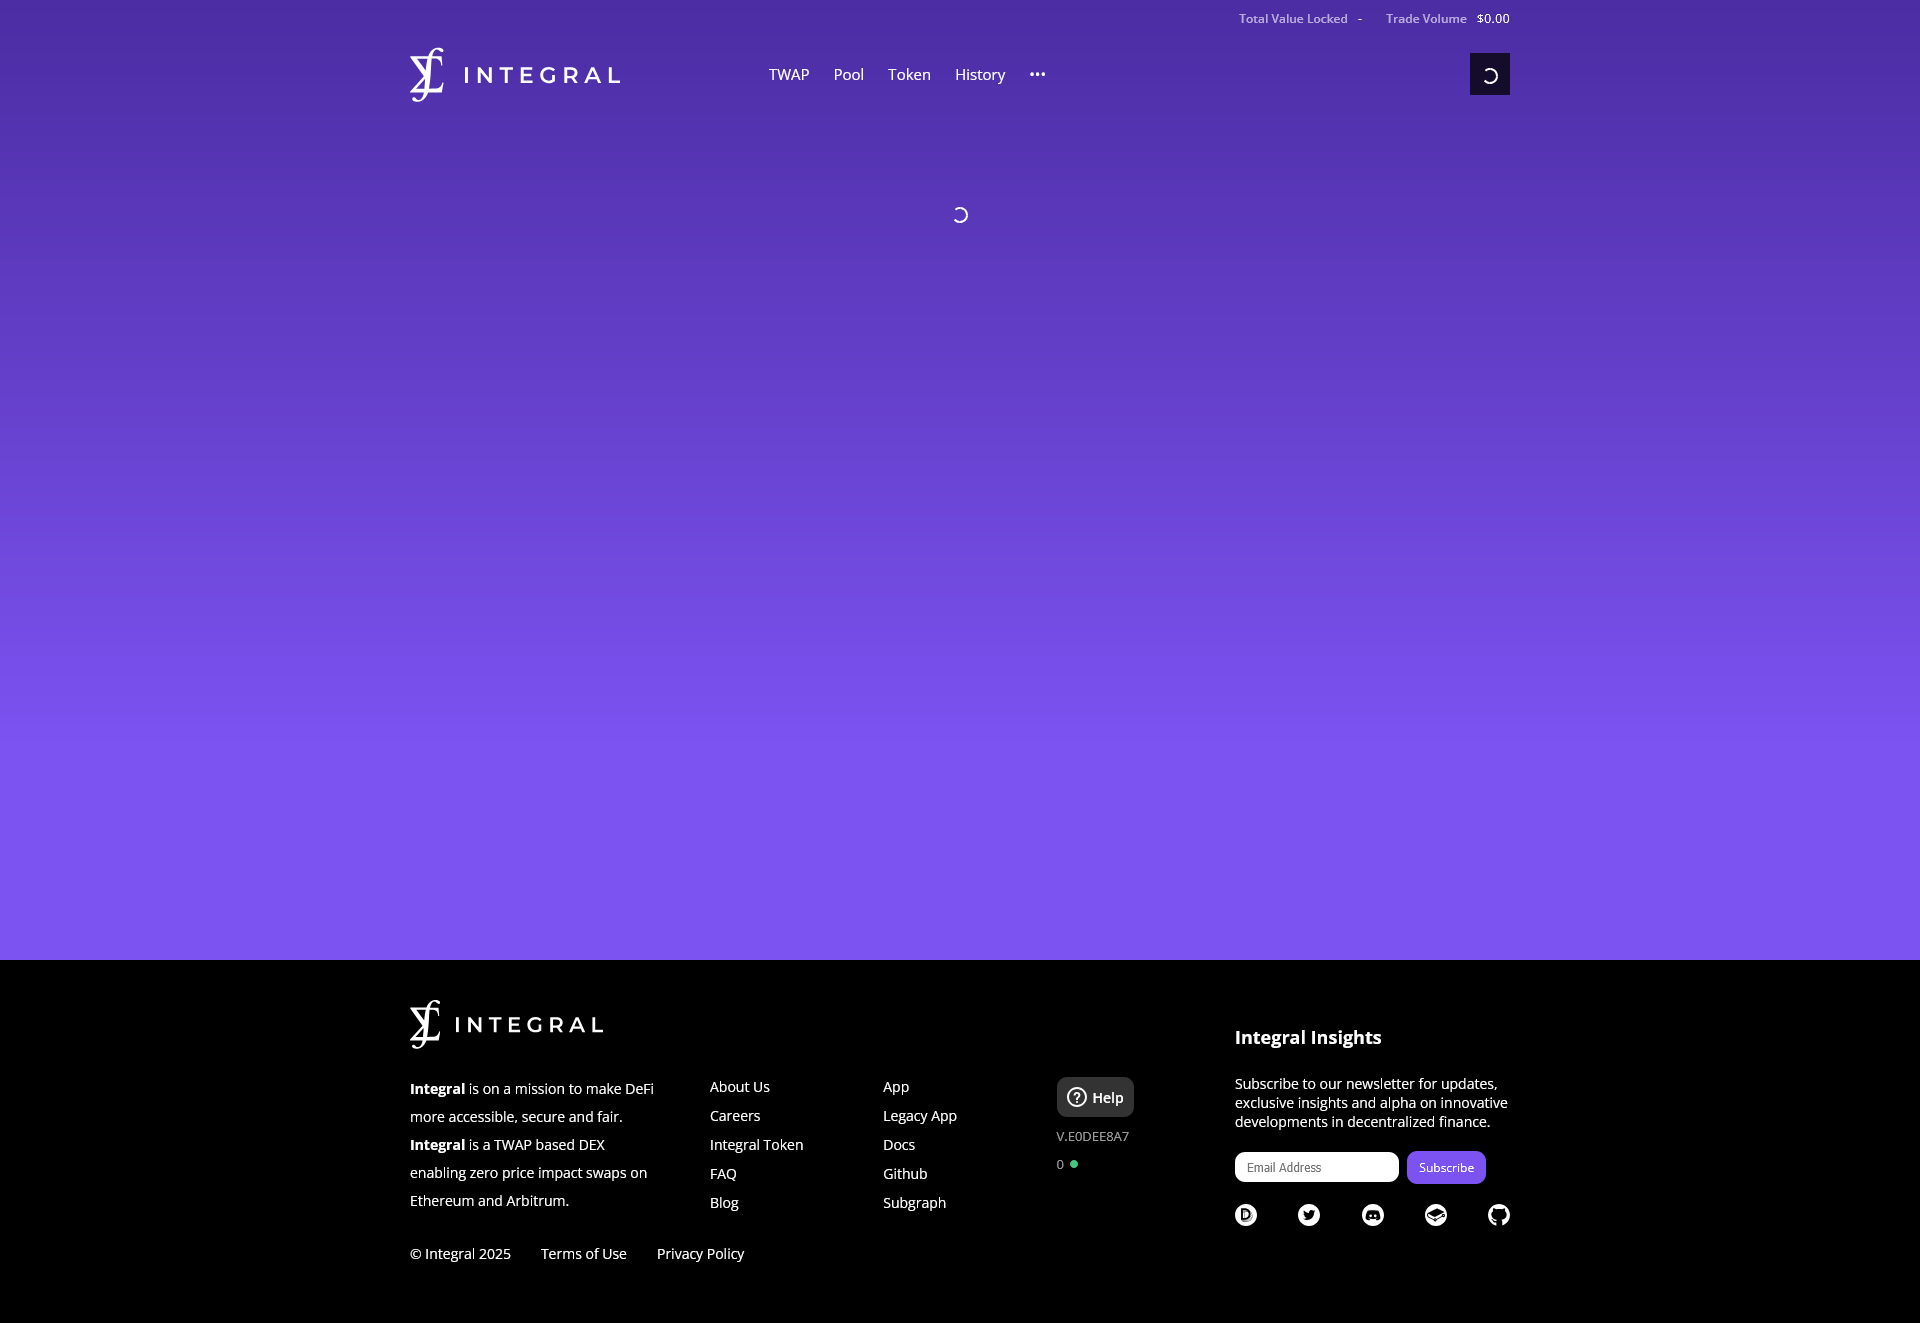 Total Value Locked - Trade Volume $0.00
INTEGRAL
TWAP Pool Token History •••
INTEGRAL
Integral is on a mission to make DeFi
more accessible, secure and fair.
Integral is a TWAP based DEX
enabling zero price impact swaps on
Ethereum and Arbitrum.
About Us
Careers
Integral Token
FAQ
Blog
App
Legacy App
Docs
Github
Subgraph
Help
V.E0DEE8A7
0
Integral Insights
Subscribe to our newsletter for updates,
exclusive insights and alpha on innovative
developments in decentralized finance.
Email Address Subscribe
© Integral 2025 Terms of Use Privacy Policy